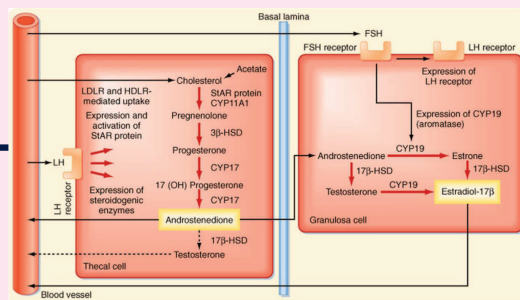 Basal lamina
FSH
FSH receptor
LH receptor
Acetate
LDLR and HDLR-
mediated uptake
Cholesterol
StAR protein
CYP11A1
Expression of
LH receptor
Expression and
activation of
StAR protein
Pregnenolone
3β-HSD
Expression of CYP19
(aromatase)
Progesterone
LH
CYP17
Androstenedione
CYP19
Estrone
LH
receptor
Expression of
steroidogenic
enzymes
17 (OH) Progesterone
CYP17
17β-HSD
17β-HSD
Testosterone
CYP19
Estradiol-17β
Androstenedione
17β-HSD
Granulosa cell
Testosterone
Thecal cell
Blood vessel